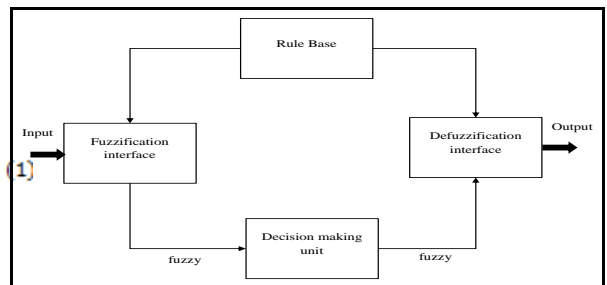 Rule Base
Input
Fuzzification
interface
Defuzzification
interface
Output
(1)
Decision making
unit
fuzzy
fuzzy